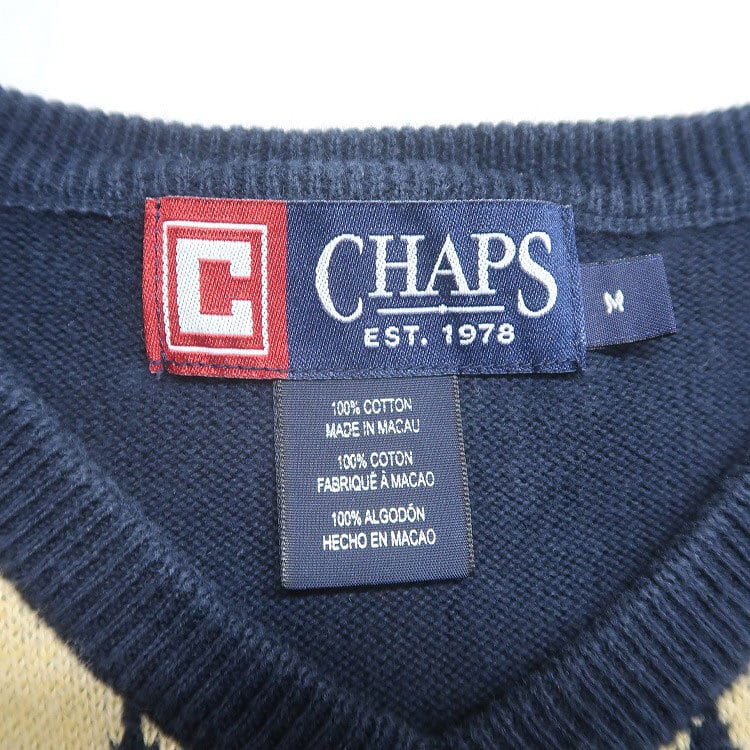 C
CHAPS
EST. 1978
M
100% COTTON
MADE IN MACAU
100% COTON
FABRIQUÉ À MACAO
100% ALGODÓN
HECHO EN MACAO